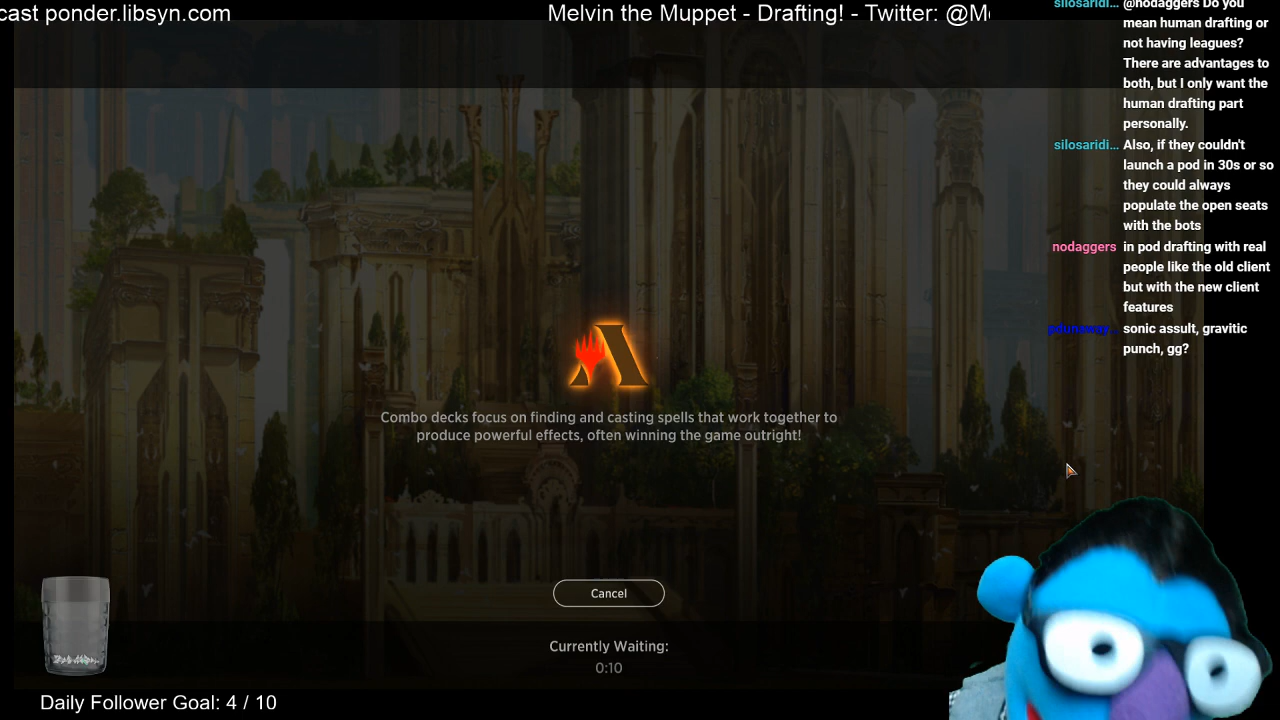 cast ponder.libsyn.com
Melvin the Muppet - Drafting! - Twitter: @M
silosaridi... @nodaggers Do you
mean human drafting or
not having leagues?
There are advantages to
both, but I only want the
human drafting part
personally.
silosaridi... Also, if they couldn't
launch a pod in 30s or so
they could always
populate the open seats
with the bots
nodaggers in pod drafting with real
people like the old client
but with the new client
features
pdunaway... sonic assult, gravitic
punch, gg?
Combo decks focus on finding and casting spells that work together to
produce powerful effects, often winning the game outright!
Cancel
Currently Waiting:
0:10
Daily Follower Goal: 4 / 10